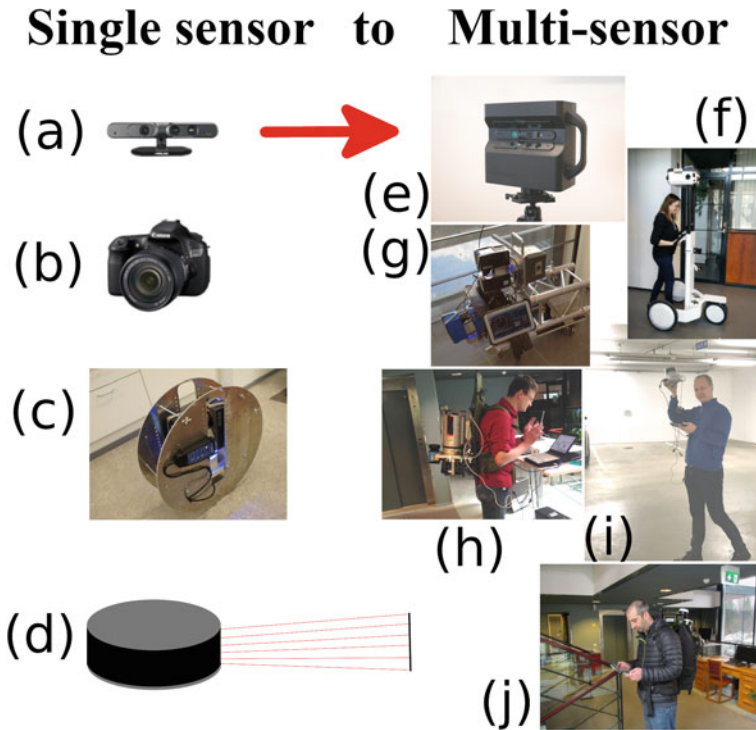 Single sensor to Multi-sensor
(a)
(b)
(c)
(d)
(e)
(f)
(g)
(h)
(i)
(j)